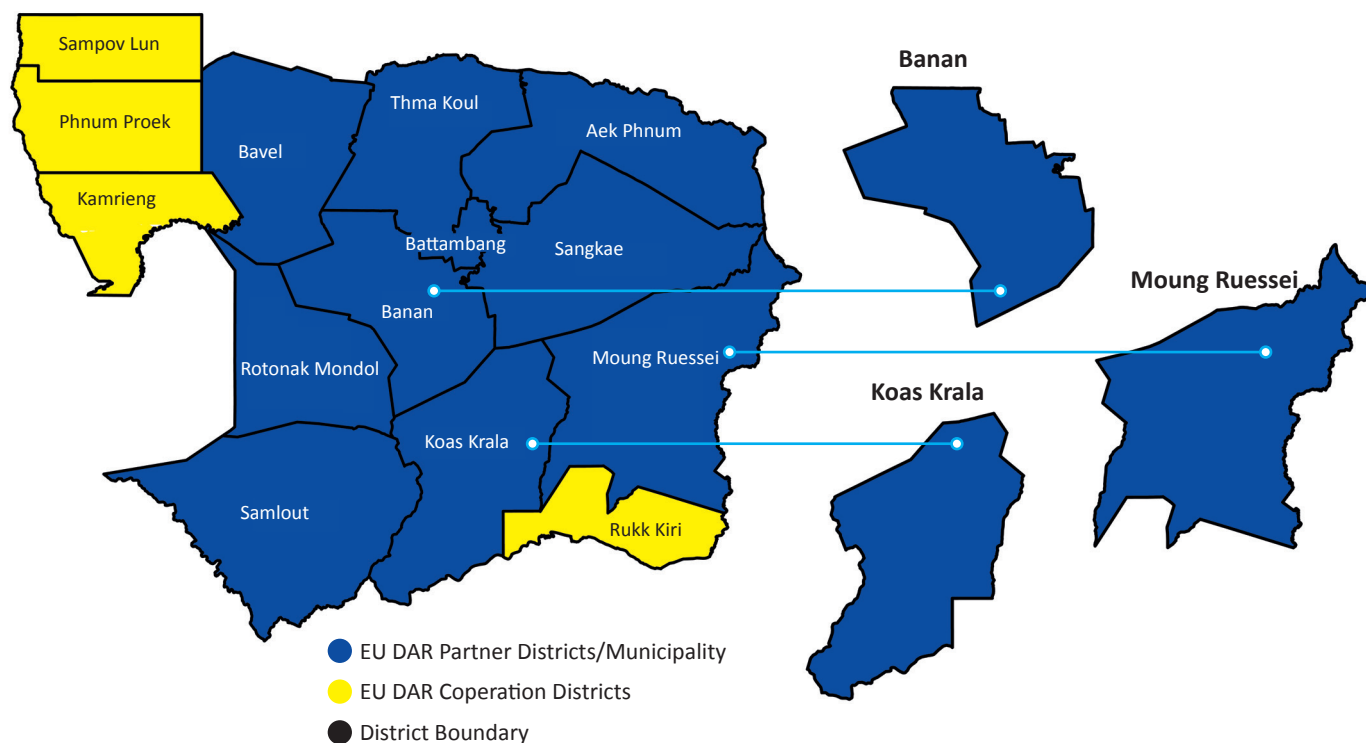 Sampov Lun
Phnum Proek
Kamrieng
Bavel
Thma Koul
Aek Phnum
Battambang
Sangkae
Banan
Rotonak Mondol
Moung Ruessei
Koas Krala
Samlout
Rukk Kiri
Banan
Moung Ruessei
Koas Krala
EU DAR Partner Districts/Municipality
EU DAR Coperation Districts
District Boundary